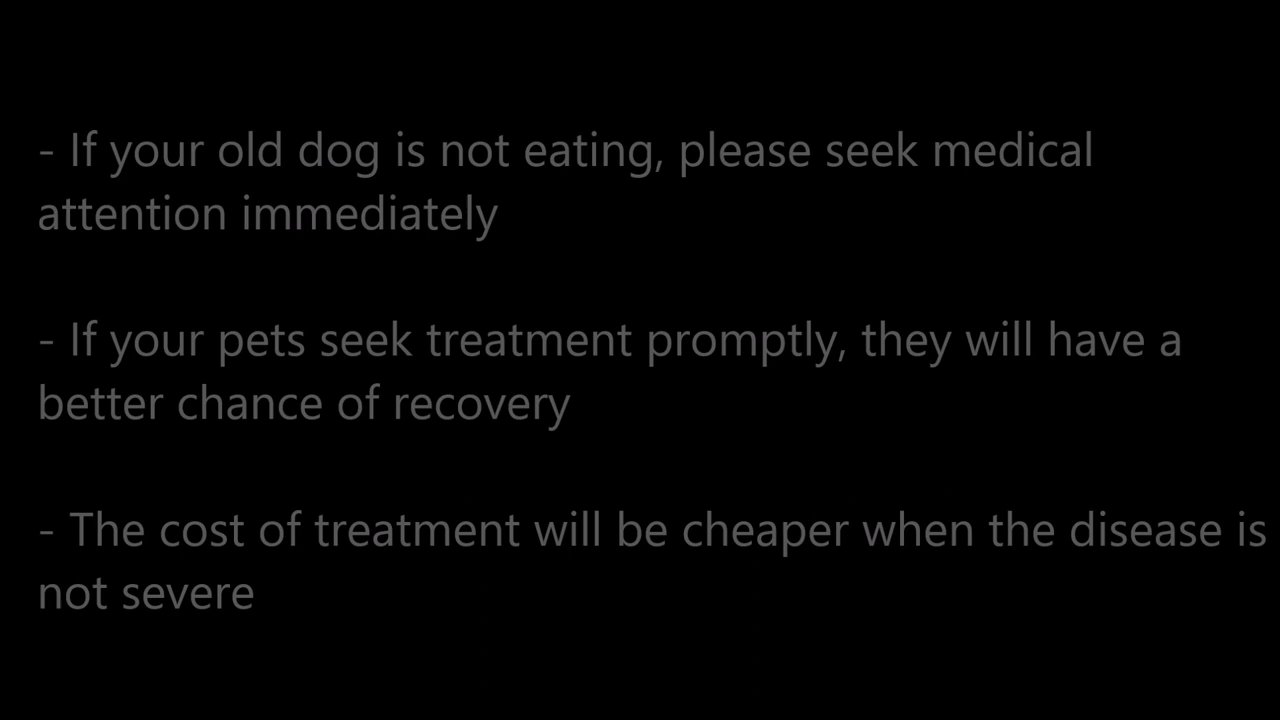 - If your old dog is not eating, please seek medical
attention immediately
- If your pets seek treatment promptly, they will have a
better chance of recovery
- The cost of treatment will be cheaper when the disease is
not severe